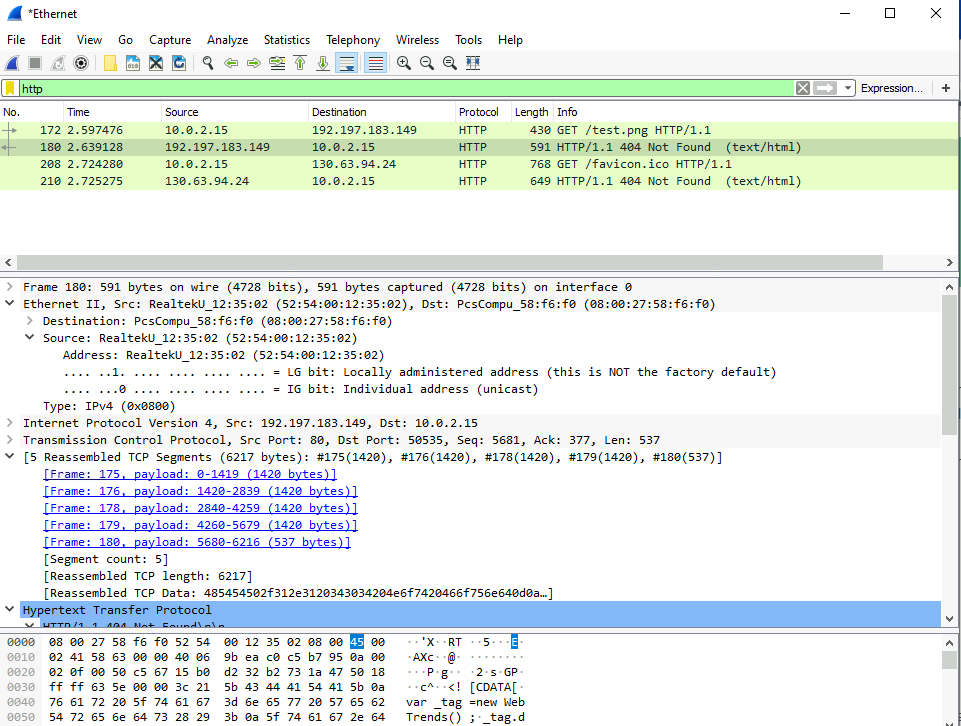 *Ethernet
File Edit View Go Capture Analyze Statistics Telephony Wireless Tools Help
http Expression... +
No. Time Source Destination Protocol Length Info
172 2.597476 10.0.2.15 192.197.183.149 HTTP 430 GET /test.png HTTP/1.1
180 2.639128 192.197.183.149 10.0.2.15 HTTP 591 HTTP/1.1 404 Not Found (text/html)
208 2.724280 10.0.2.15 130.63.94.24 HTTP 768 GET /favicon.ico HTTP/1.1
210 2.725275 130.63.94.24 10.0.2.15 HTTP 649 HTTP/1.1 404 Not Found (text/html)
Frame 180: 591 bytes on wire (4728 bits), 591 bytes captured (4728 bits) on interface 0
Ethernet II, Src: RealtekU_12:35:02 (52:54:00:12:35:02), Dst: PcsCompu_58:f6:f0 (08:00:27:58:f6:f0)
Destination: PcsCompu_58:f6:f0 (08:00:27:58:f6:f0)
Source: RealtekU_12:35:02 (52:54:00:12:35:02)
Address: RealtekU_12:35:02 (52:54:00:12:35:02)
.... ..1. .... .... .... .... = LG bit: Locally administered address (this is NOT the factory default)
.... ...0 .... .... .... .... = IG bit: Individual address (unicast)
Type: IPv4 (0x0800)
Internet Protocol Version 4, Src: 192.197.183.149, Dst: 10.0.2.15
Transmission Control Protocol, Src Port: 80, Dst Port: 50535, Seq: 5681, Ack: 377, Len: 537
[5 Reassembled TCP Segments (6217 bytes): #175(1420), #176(1420), #178(1420), #179(1420), #180(537)]
[Frame: 175, payload: 0-1419 (1420 bytes)]
[Frame: 176, payload: 1420-2839 (1420 bytes)]
[Frame: 178, payload: 2840-4259 (1420 bytes)]
[Frame: 179, payload: 4260-5679 (1420 bytes)]
[Frame: 180, payload: 5680-6216 (537 bytes)]
[Segment count: 5]
[Reassembled TCP length: 6217]
[Reassembled TCP Data: 485454502f312e3120343034204e6f7420466f756e640d0a…]
Hypertext Transfer Protocol
HTTP/1.1 404 Not Found\r\n
0000 08 00 27 58 f6 f0 52 54 00 12 35 02 08 00 45 00 ··'X··RT ··5···E·
0010 02 41 58 63 00 00 40 06 9b ea c0 c5 b7 95 0a 00 ·AXc··@· ········
0020 02 0f 00 50 c5 67 15 b0 d2 32 b2 73 1a 47 50 18 ···P·g·· ·2·s·GP·
0030 ff ff 63 5e 00 00 3c 21 5b 43 44 41 54 41 5b 0a ··c^··<! [CDATA[·
0040 76 61 72 20 5f 74 61 67 3d 6e 65 77 20 57 65 62 var _tag =new Web
0050 54 72 65 6e 64 73 28 29 3b 0a 5f 74 61 67 2e 64 Trends() ;·_tag.d